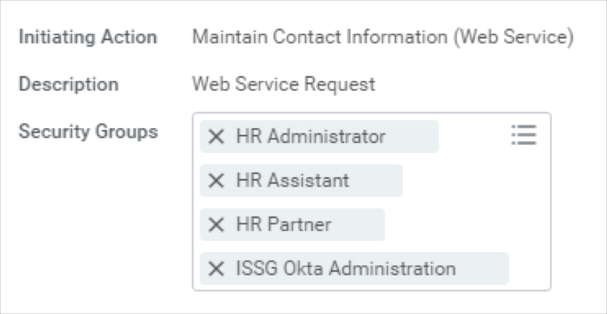 Initiating Action Maintain Contact Information (Web Service)
Description Web Service Request
Security Groups
HR Administrator
HR Assistant
HR Partner
ISSG Okta Administration